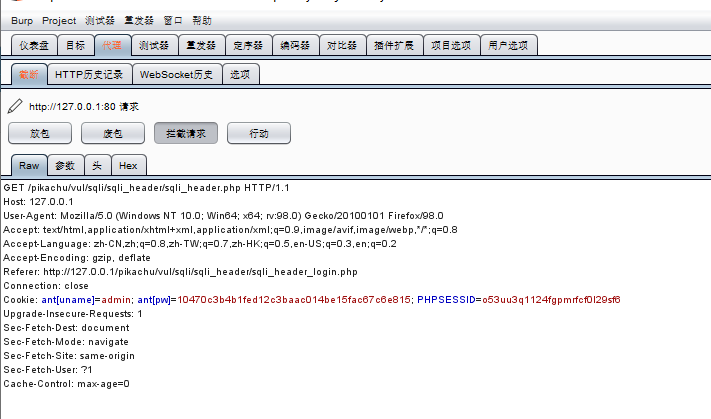 Burp Project 测试器 重发器 窗口 帮助
仪表盘 目标 代理 测试器 重发器 定序器 编码器 对比器 插件扩展 项目选项 用户选项
截断 HTTP历史记录 WebSocket历史 选项
http://127.0.0.1:80 请求
放包 废包 拦截请求 行动
Raw 参数 头 Hex
GET /pikachu/vul/sqli/sqli_header/sqli_header.php HTTP/1.1
Host: 127.0.0.1
User-Agent: Mozilla/5.0 (Windows NT 10.0; Win64; x64; rv:98.0) Gecko/20100101 Firefox/98.0
Accept: text/html,application/xhtml+xml,application/xml;q=0.9,image/avif,image/webp,*/*;q=0.8
Accept-Language: zh-CN,zh;q=0.8,zh-TW;q=0.7,zh-HK;q=0.5,en-US;q=0.3,en;q=0.2
Accept-Encoding: gzip, deflate
Referer: http://127.0.0.1/pikachu/vul/sqli/sqli_header/sqli_header_login.php
Connection: close
Cookie: ant[uname]=admin; ant[pw]=10470c3b4b1fed12c3baac014be15fac67c6e815; PHPSESSID=o53uu3q1124fgpmrfcf0l29sf6
Upgrade-Insecure-Requests: 1
Sec-Fetch-Dest: document
Sec-Fetch-Mode: navigate
Sec-Fetch-Site: same-origin
Sec-Fetch-User: ?1
Cache-Control: max-age=0